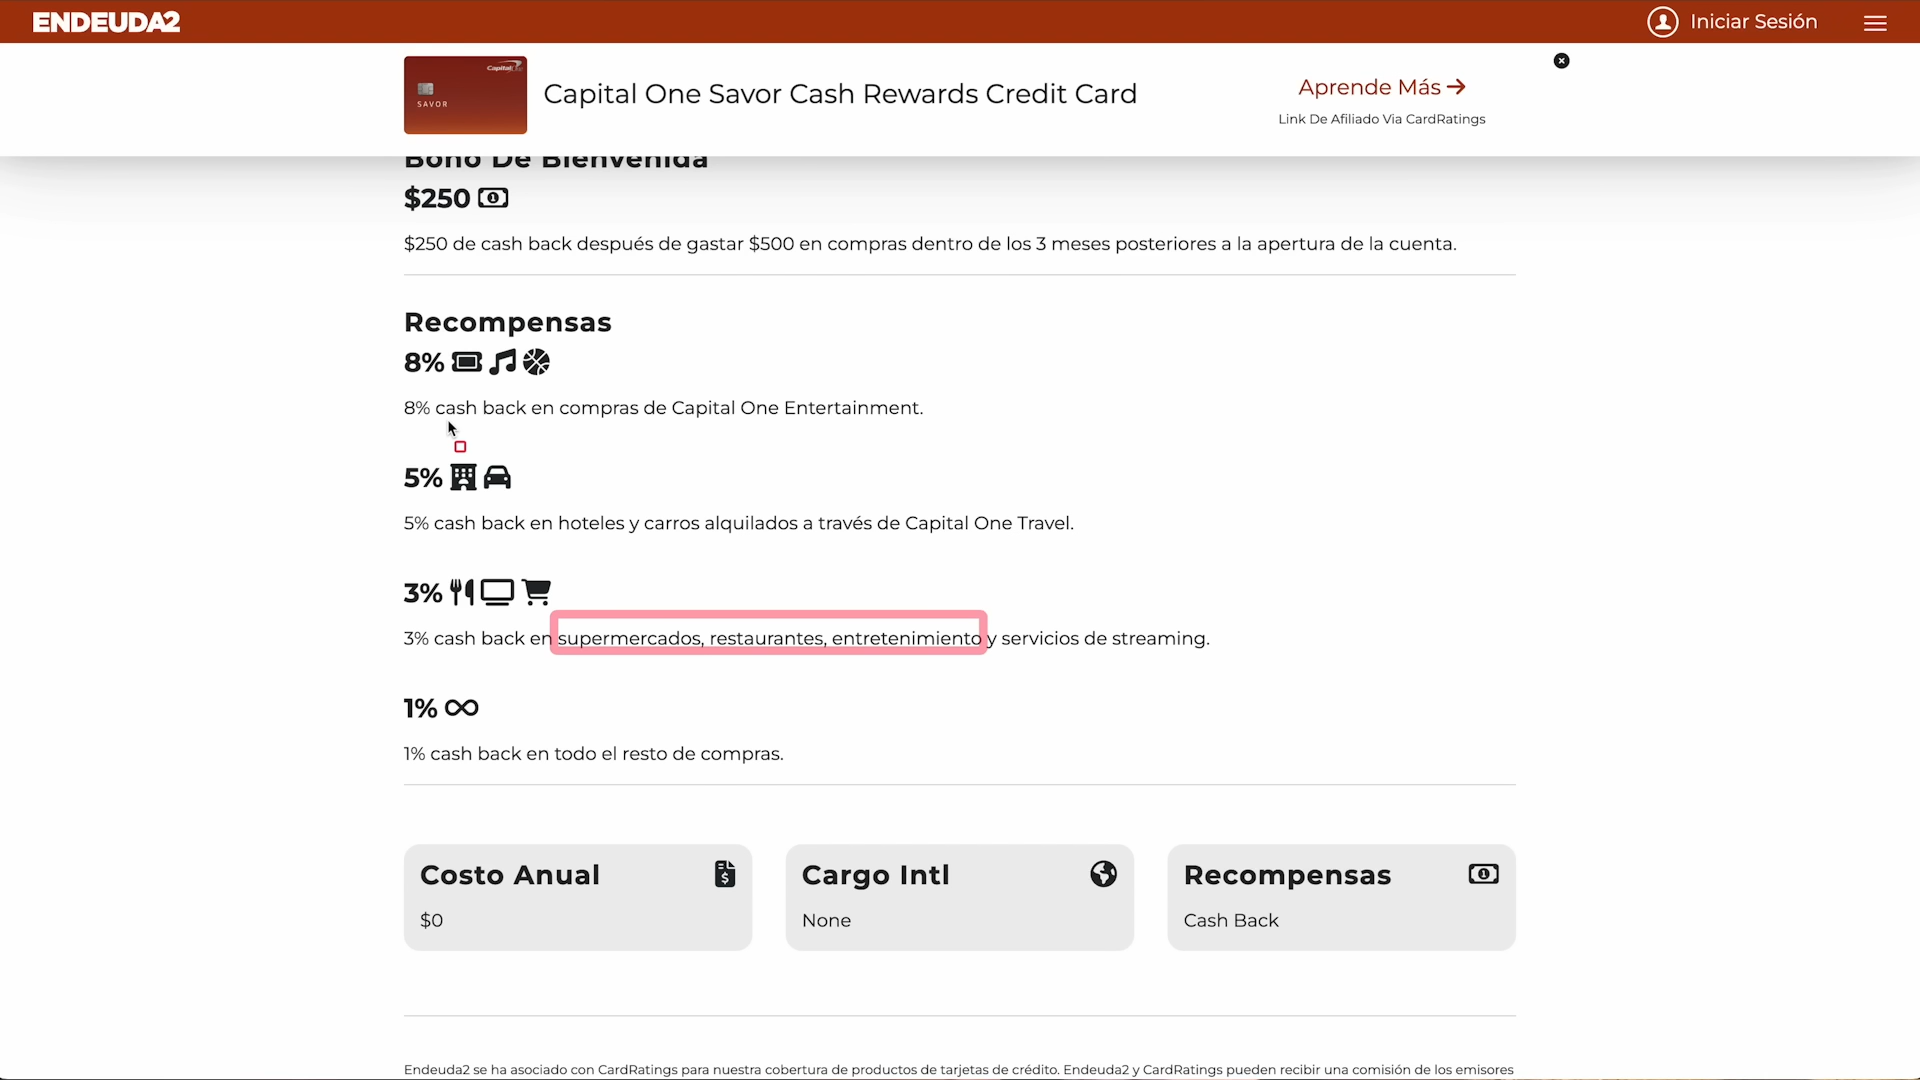 ENDEUDA2
Iniciar Sesión
Capital One
SAVOR
Capital One Savor Cash Rewards Credit Card
Aprende Más
Link De Afiliado Via CardRatings
Bono De Bienvenida
$250
$250 de cash back después de gastar $500 en compras dentro de los 3 meses posteriores a la apertura de la cuenta.
Recompensas
8%
8% cash back en compras de Capital One Entertainment.
5%
5% cash back en hoteles y carros alquilados a través de Capital One Travel.
3%
3% cash back en supermercados, restaurantes, entretenimiento y servicios de streaming.
1%
1% cash back en todo el resto de compras.
Costo Anual
$0
Cargo Intl
None
Recompensas
Cash Back
Endeuda2 se ha asociado con CardRatings para nuestra cobertura de productos de tarjetas de crédito. Endeuda2 y CardRatings pueden recibir una comisión de los emisores